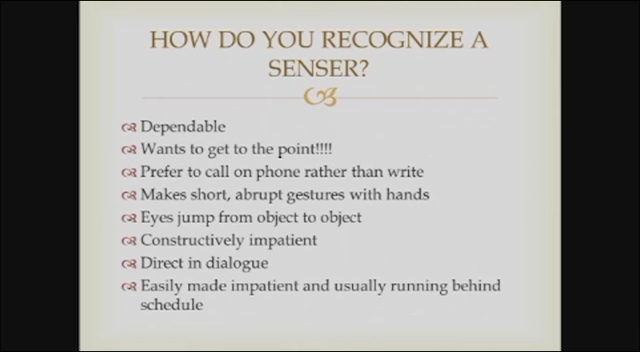 HOW DO YOU RECOGNIZE A
SENSER?
Dependable
Wants to get to the point!!!!
Prefer to call on phone rather than write
Makes short, abrupt gestures with hands
Eyes jump from object to object
Constructively impatient
Direct in dialogue
Easily made impatient and usually running behind
schedule